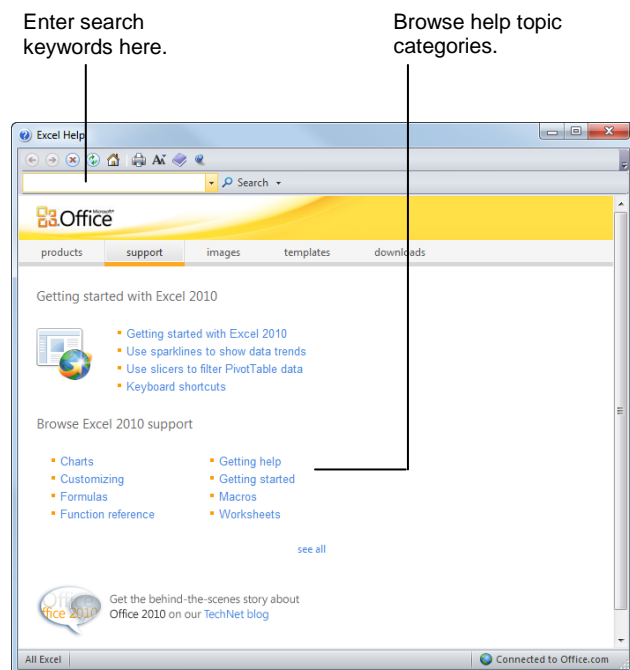 Enter search
keywords here.
Browse help topic
categories.
Excel Help
Search
Microsoft®
Office
products support images templates downloads
Getting started with Excel 2010
Getting started with Excel 2010
Use sparklines to show data trends
Use slicers to filter PivotTable data
Keyboard shortcuts
Browse Excel 2010 support
Charts
Customizing
Formulas
Function reference
Getting help
Getting started
Macros
Worksheets
see all
Office
ffice 2010
Get the behind-the-scenes story about
Office 2010 on our TechNet blog
All Excel
Connected to Office.com